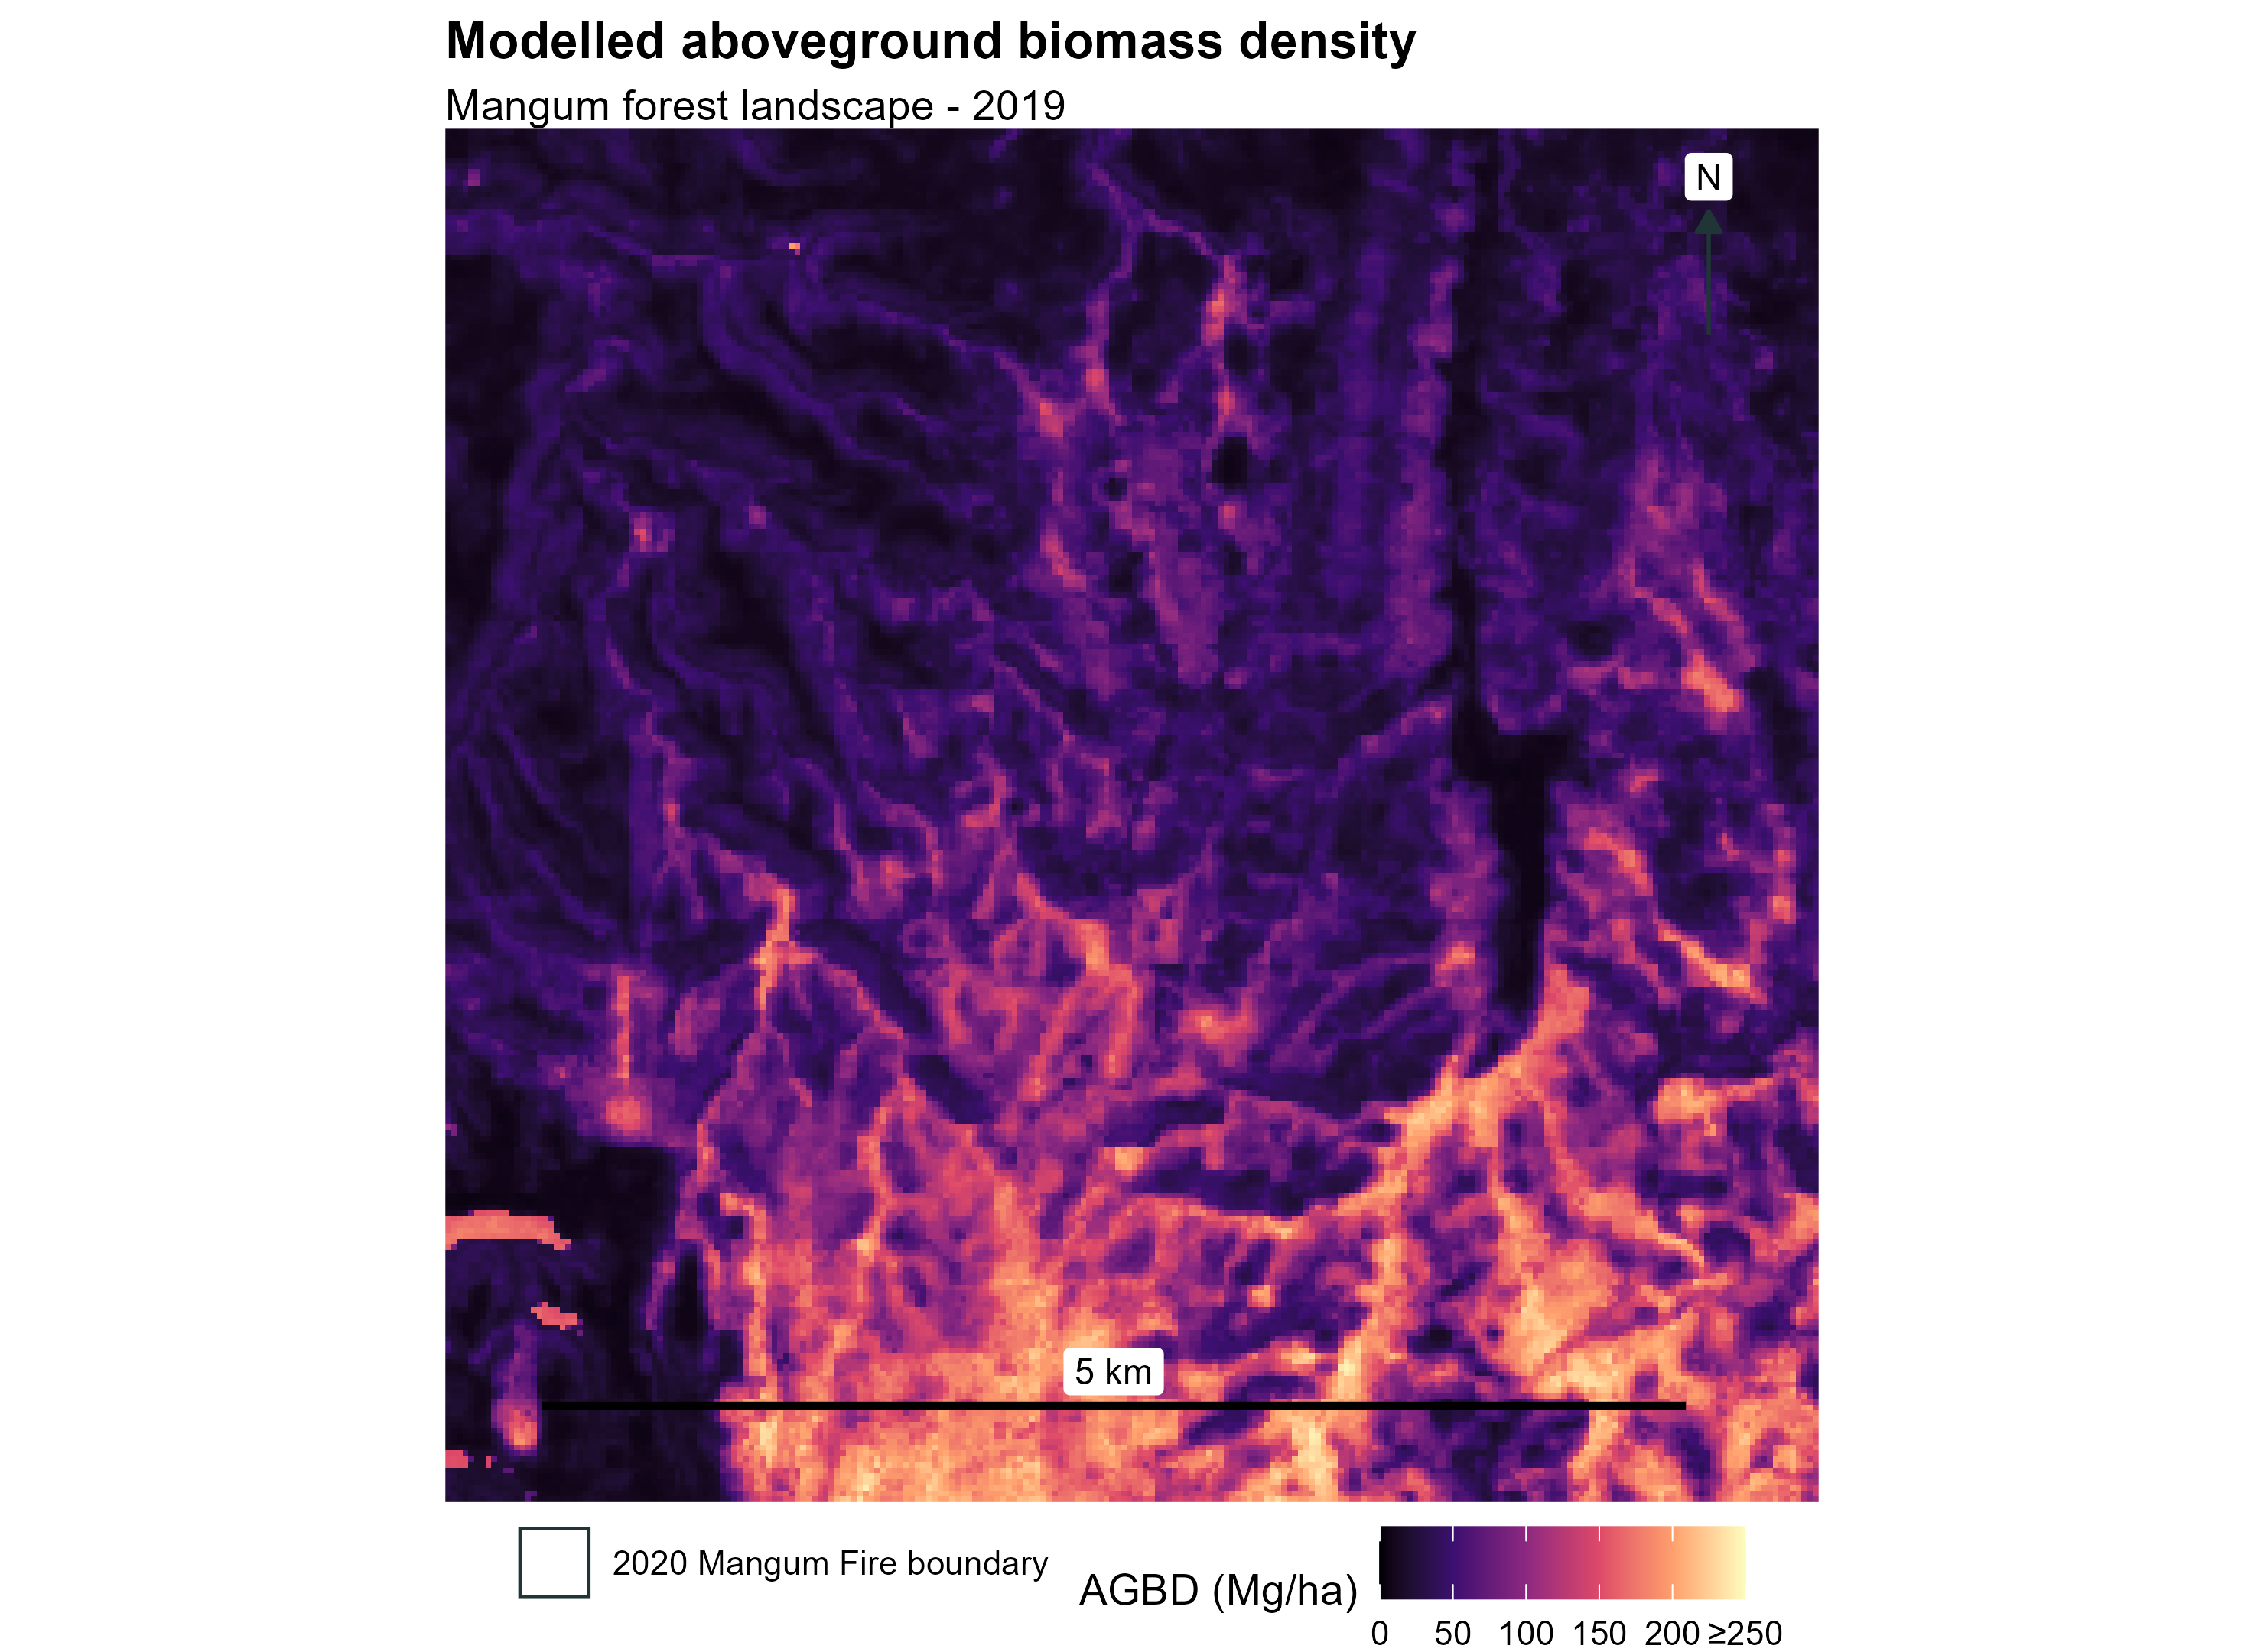 Modelled aboveground biomass density
Mangum forest landscape - 2019
N
5 km
2020 Mangum Fire boundary
AGBD (Mg/ha)
0 50 100 150 200 ≥250